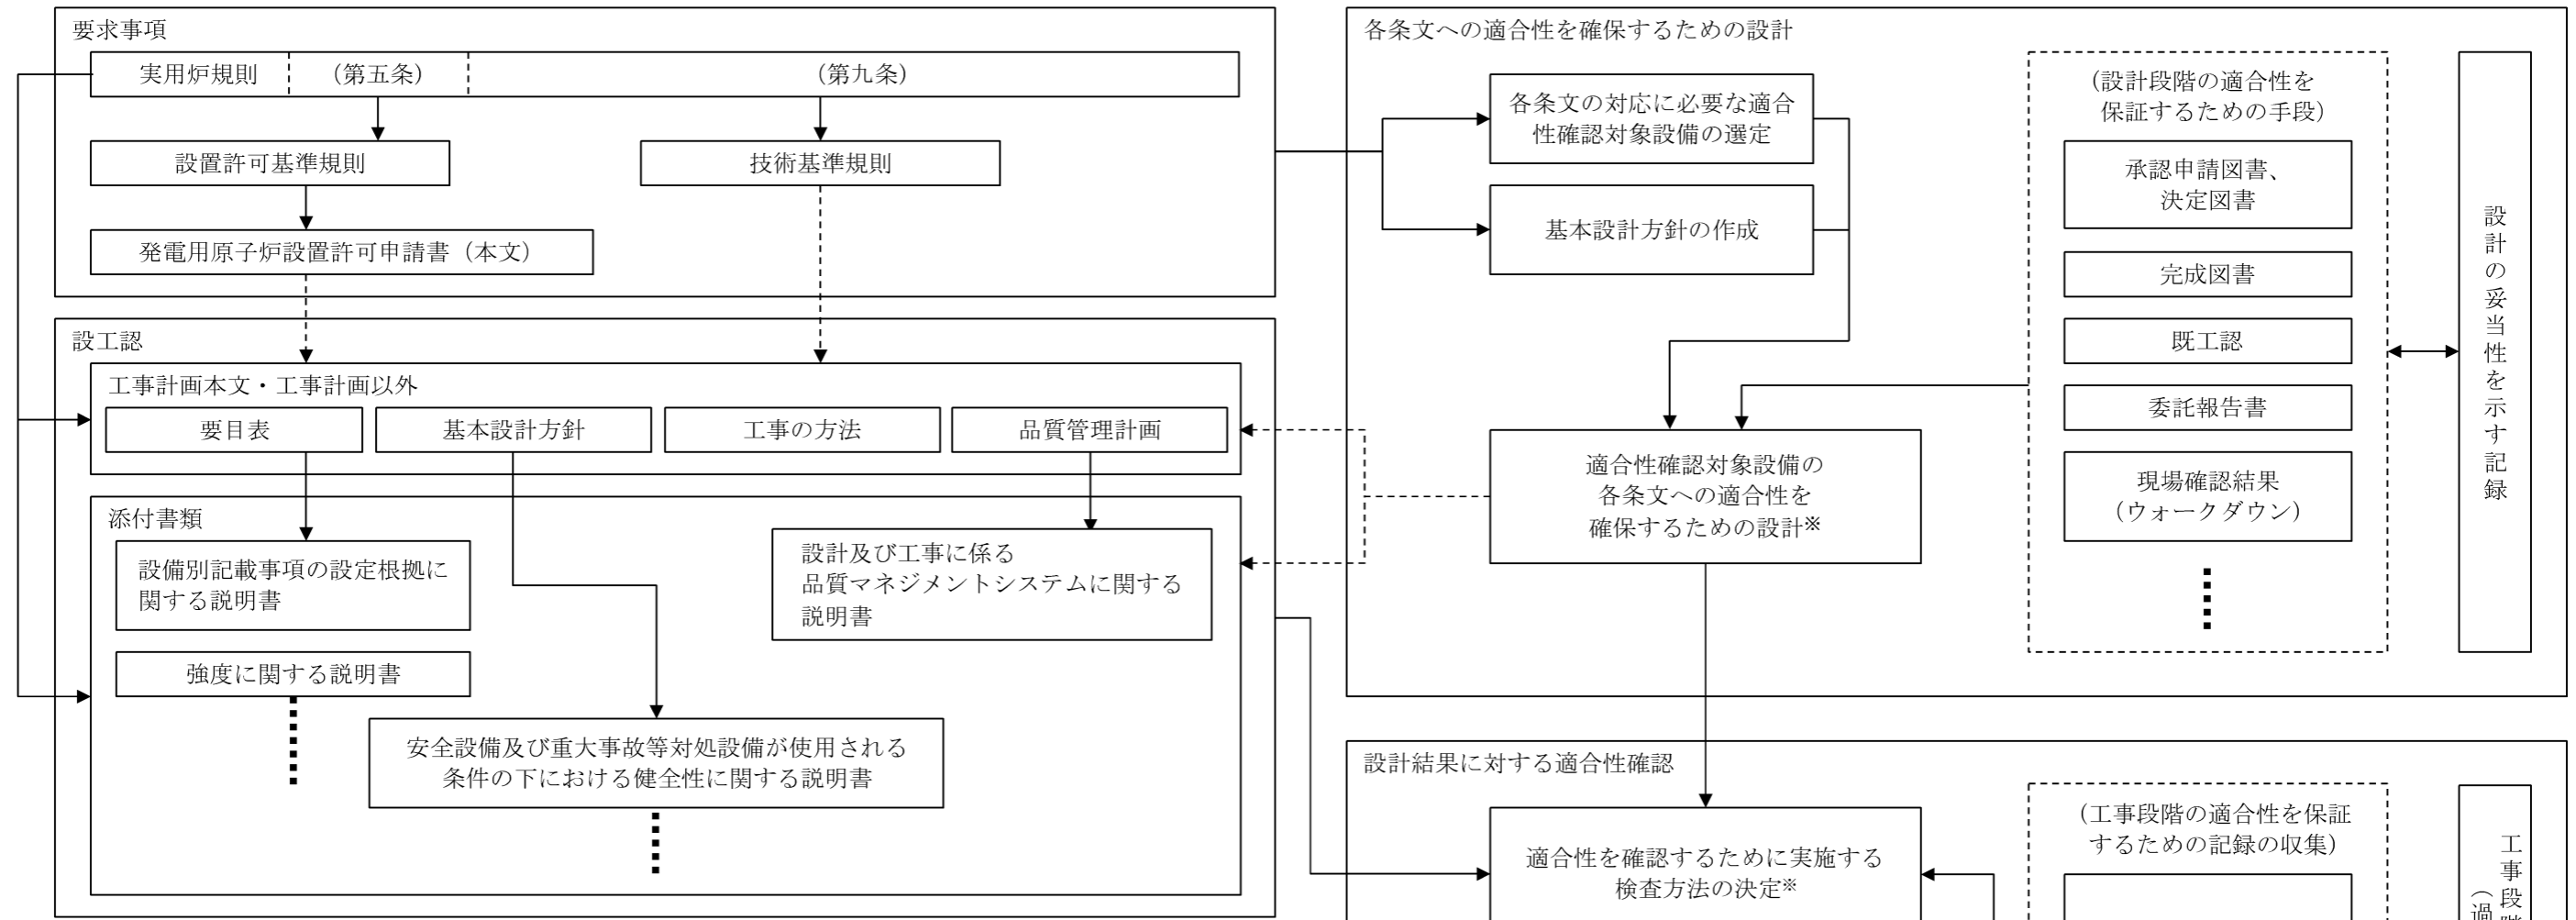 要求事項
実用炉規則
(第五条)
(第九条)
設置許可基準規則
技術基準規則
発電用原子炉設置許可申請書（本文）
設工認
工事計画本文・工事計画以外
要目表
基本設計方針
工事の方法
品質管理計画
添付書類
設備別記載事項の設定根拠に
関する説明書
設計及び工事に係る
品質マネジメントシステムに関する
説明書
強度に関する説明書
安全設備及び重大事故等対処設備が使用される
条件の下における健全性に関する説明書
各条文への適合性を確保するための設計
各条文の対応に必要な適合
性確認対象設備の選定
基本設計方針の作成
適合性確認対象設備の
各条文への適合性を
確保するための設計※
(設計段階の適合性を
保証するための手段)
承認申請図書、
決定図書
完成図書
既工認
委託報告書
現場確認結果
（ウォークダウン）
設計の妥当性を示す記録
設計結果に対する適合性確認
適合性を確認するために実施する
検査方法の決定※
(工事段階の適合性を保証
するための記録の収集)
工事段
（過